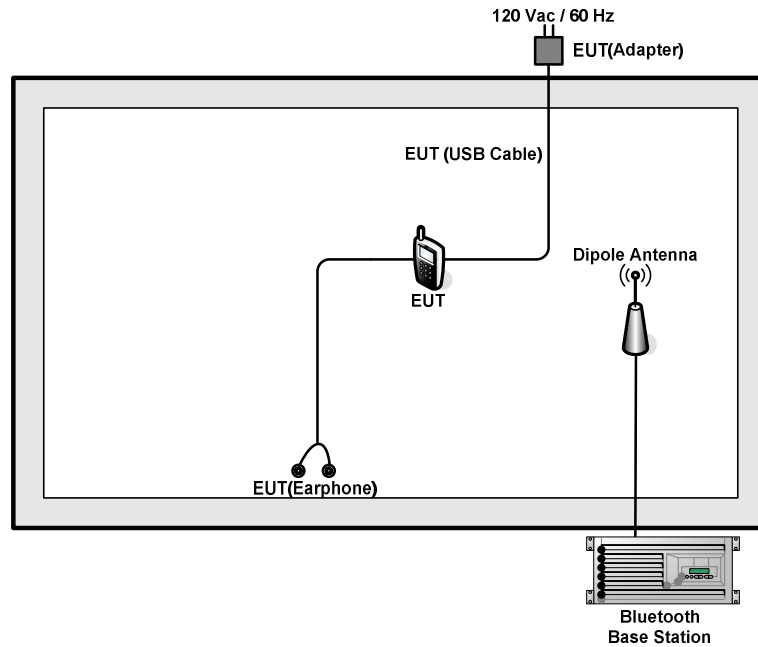 120 Vac / 60 Hz
EUT(Adapter)
EUT (USB Cable)
Dipole Antenna
EUT
EUT(Earphone)
Bluetooth
Base Station